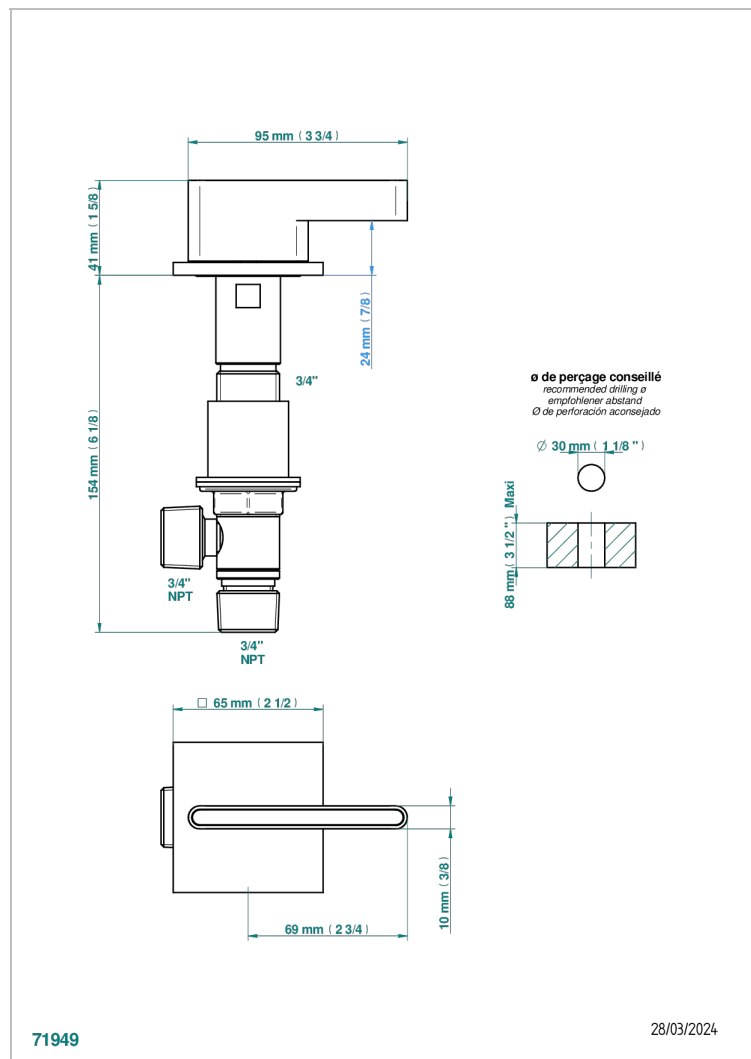 95 mm ( 3 3/4 )
41 mm ( 1 5/8 )
24 mm ( 7/8 )
3/4"
154 mm ( 6 1/8 )
3/4"
NPT
3/4"
NPT
ø de perçage conseillé
recommended drilling ø
empfohlener abstand
Ø de perforación aconsejado
∅ 30 mm ( 1 1/8 " )
88 mm ( 3 1/2 " ) Maxi
□ 65 mm ( 2 1/2 )
10 mm ( 3/8 )
69 mm ( 2 3/4 )
71949
28/03/2024